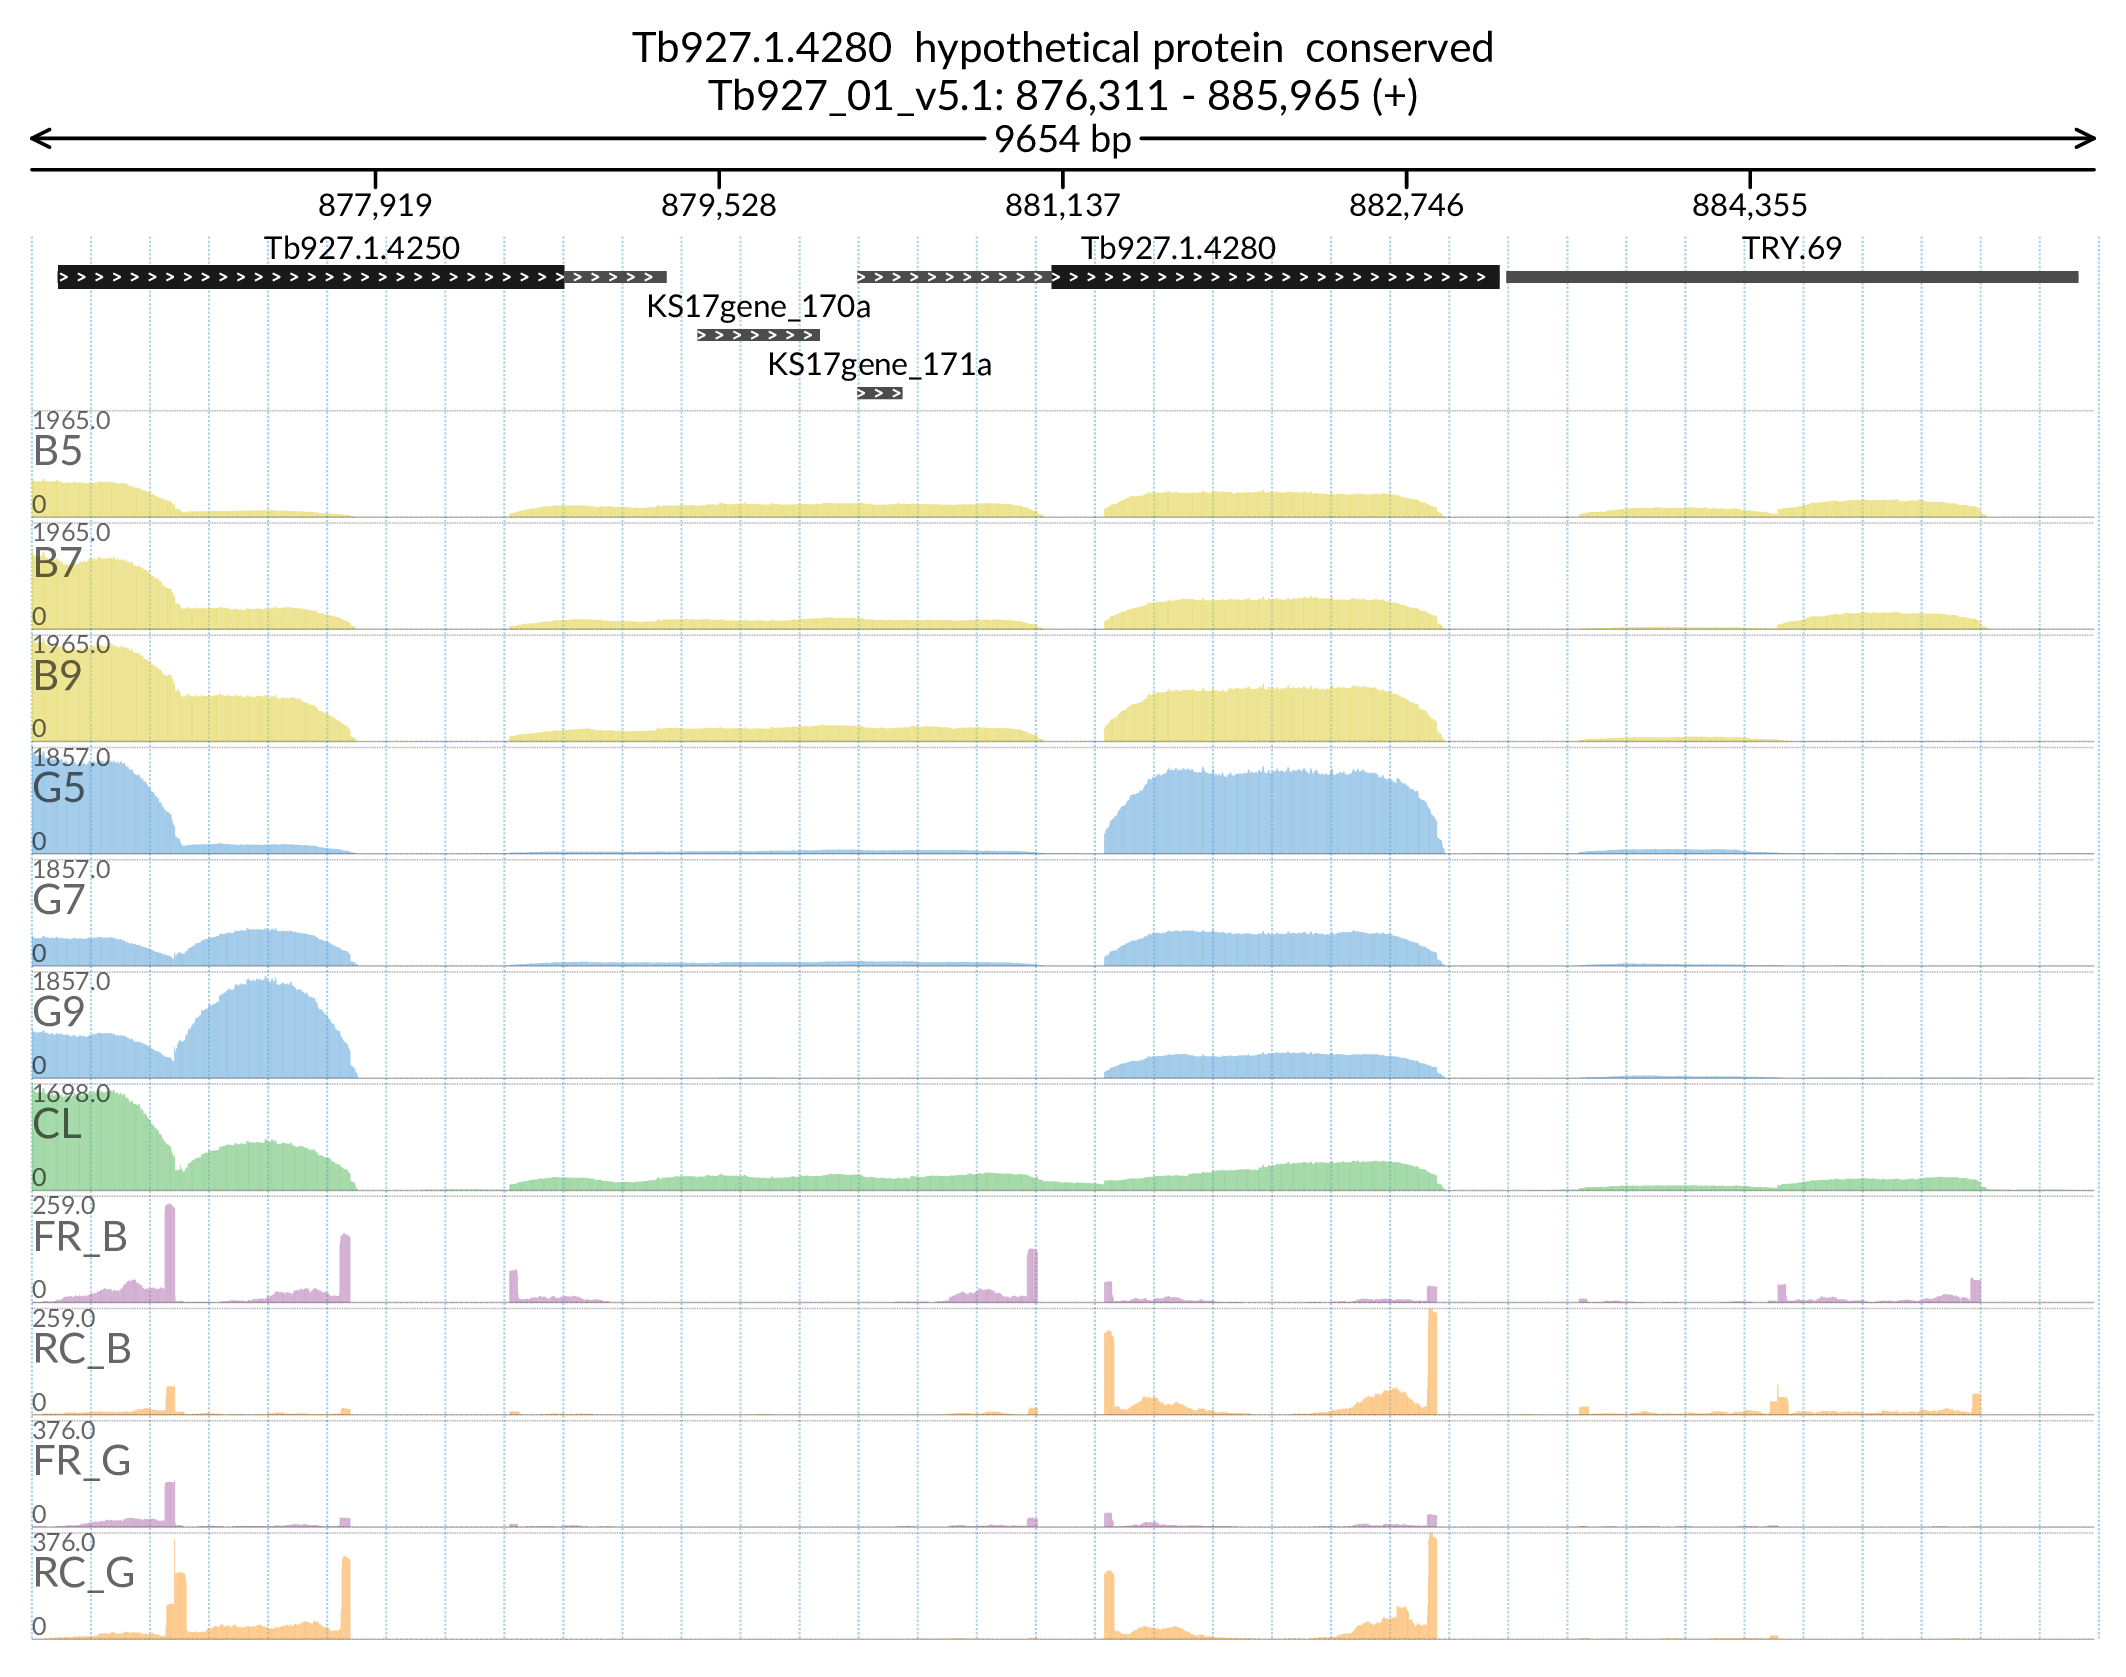 Tb927.1.4280  hypothetical protein  conserved
Tb927_01_v5.1: 876,311 - 885,965 (+)
9654 bp
877,919 879,528 881,137 882,746 884,355
Tb927.1.4250 Tb927.1.4280 TRY.69
KS17gene_170a
KS17gene_171a
1965.0
B5
0
1965.0
B7
0
1965.0
B9
0
1857.0
G5
0
1857.0
G7
0
1857.0
G9
0
1698.0
CL
0
259.0
FR_B
0
259.0
RC_B
0
376.0
FR_G
0
376.0
RC_G
0